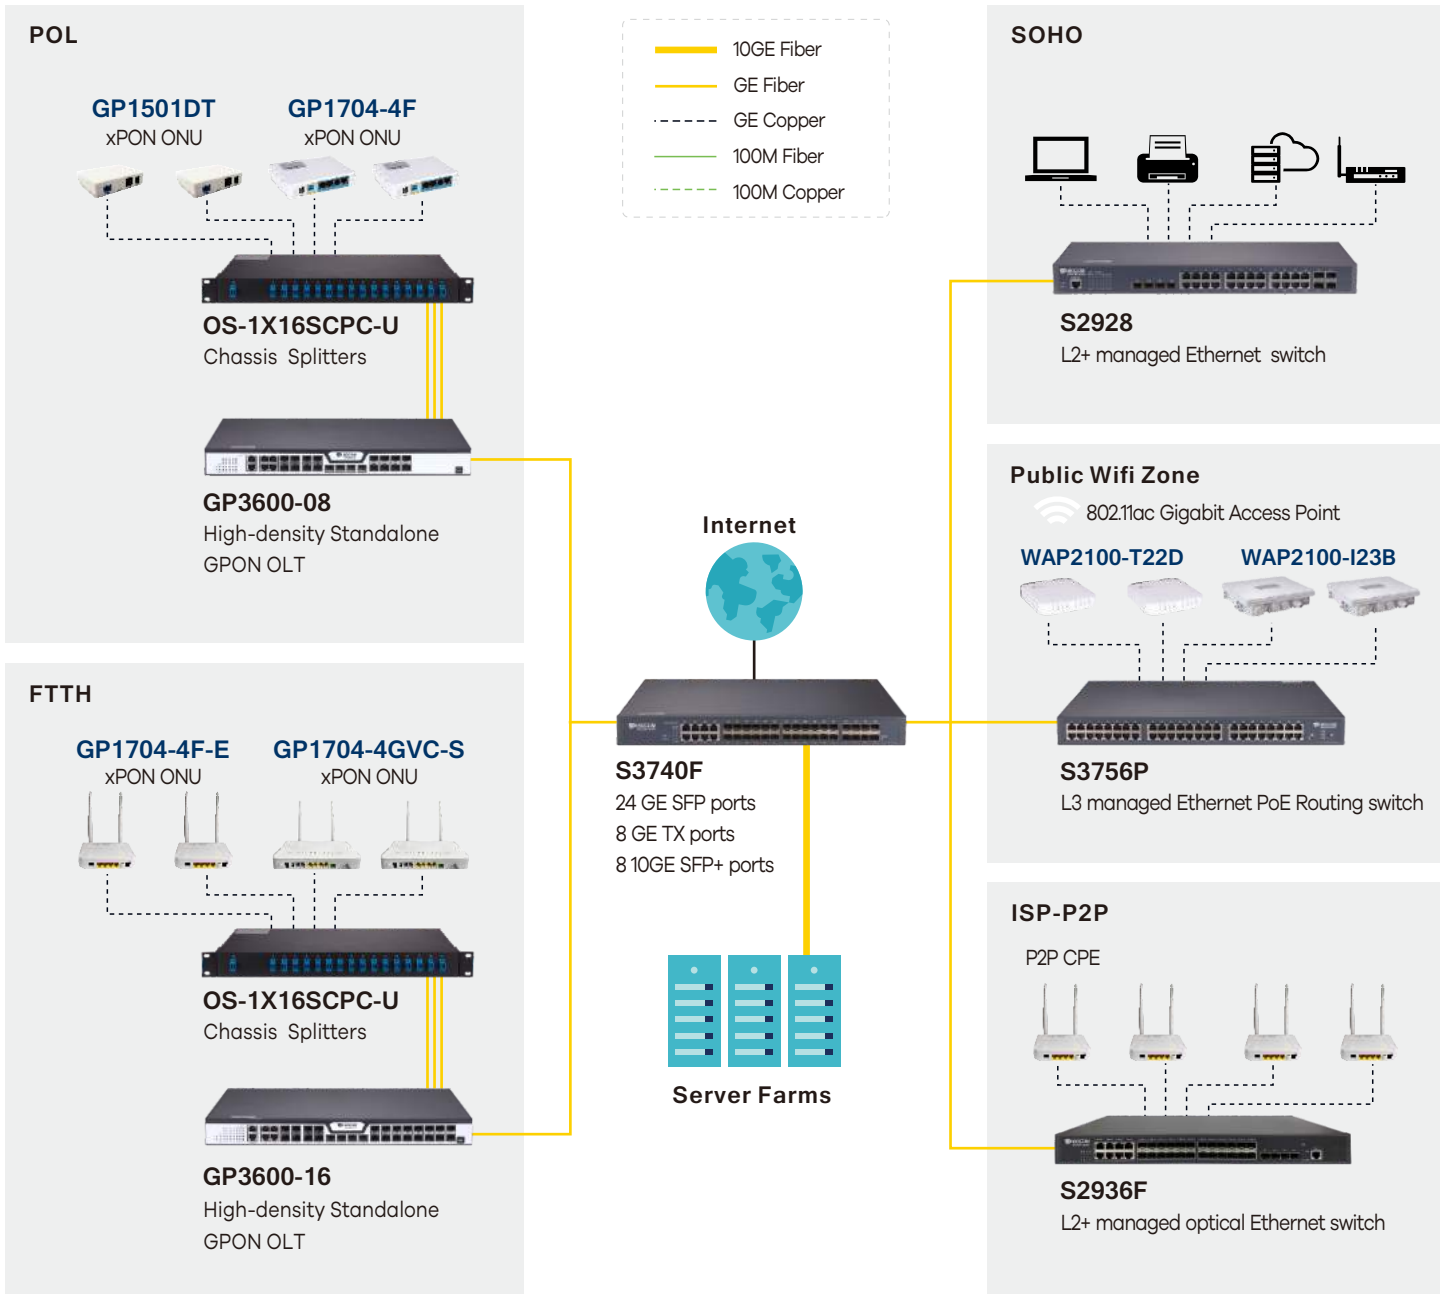 POL
GP1501DT
xPON ONU
GP1704-4F
xPON ONU
OS-1X16SCPC-U
Chassis Splitters
GP3600-08
High-density Standalone
GPON OLT
FTTH
GP1704-4F-E
xPON ONU
GP1704-4GVC-S
xPON ONU
OS-1X16SCPC-U
Chassis Splitters
GP3600-16
High-density Standalone
GPON OLT
10GE Fiber
GE Fiber
GE Copper
100M Fiber
100M Copper
Internet
S3740F
24 GE SFP ports
8 GE TX ports
8 10GE SFP+ ports
Server Farms
SOHO
S2928
L2+ managed Ethernet switch
Public Wifi Zone
802.11ac Gigabit Access Point
WAP2100-T22D
WAP2100-I23B
S3756P
L3 managed Ethernet PoE Routing switch
ISP-P2P
P2P CPE
S2936F
L2+ managed optical Ethernet switch